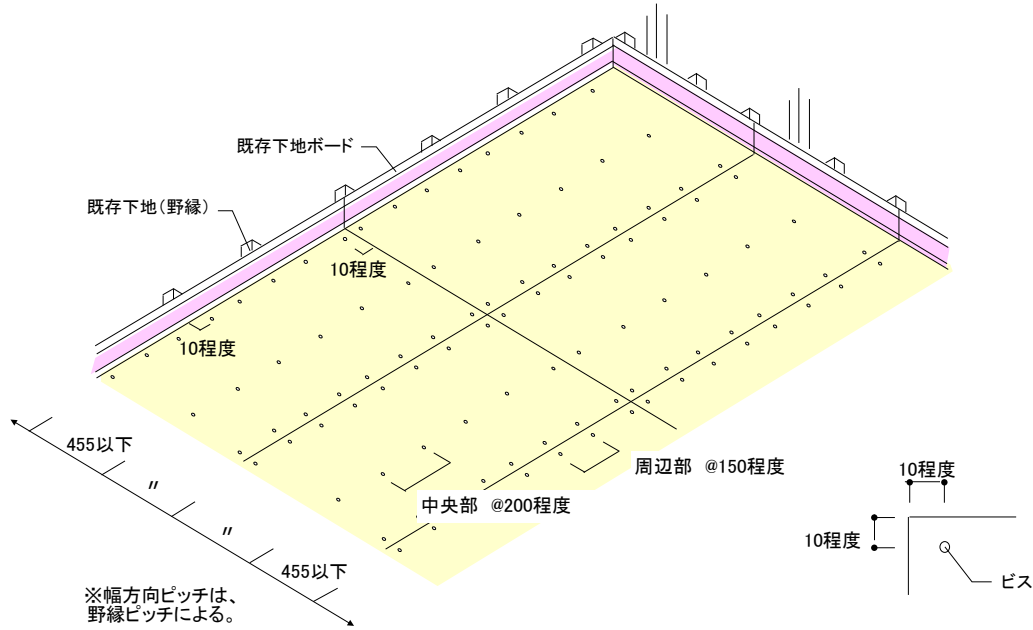 既存下地ボード
既存下地(野縁)
10程度
10程度
455以下
〃
〃
455以下
中央部 @200程度
周辺部 @150程度
※幅方向ピッチは、
野縁ピッチによる。
10程度
10程度
ビス